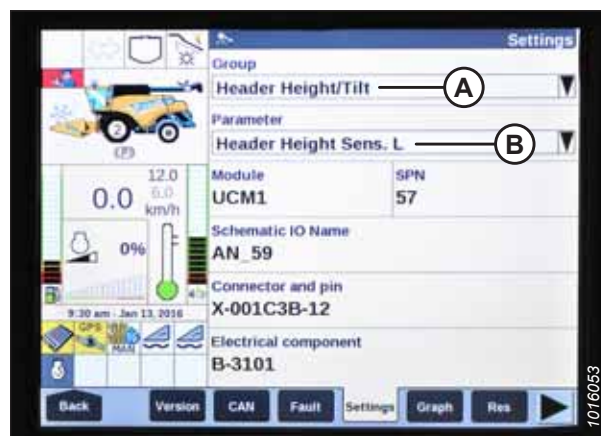 Settings
Group
Header Height/Tilt
A
Parameter
Header Height Sens. L
B
2
(P)
12.0
6.0
0.0 km/h
Module SPN
UCM1 57
0%
Schematic IO Name
AN_59
Connector and pin
X-001C3B-12
9:30 am - Jan 13, 2016
GPS
MAN
Electrical component
B-3101
Back Version CAN Fault Settings Graph Res
1016053